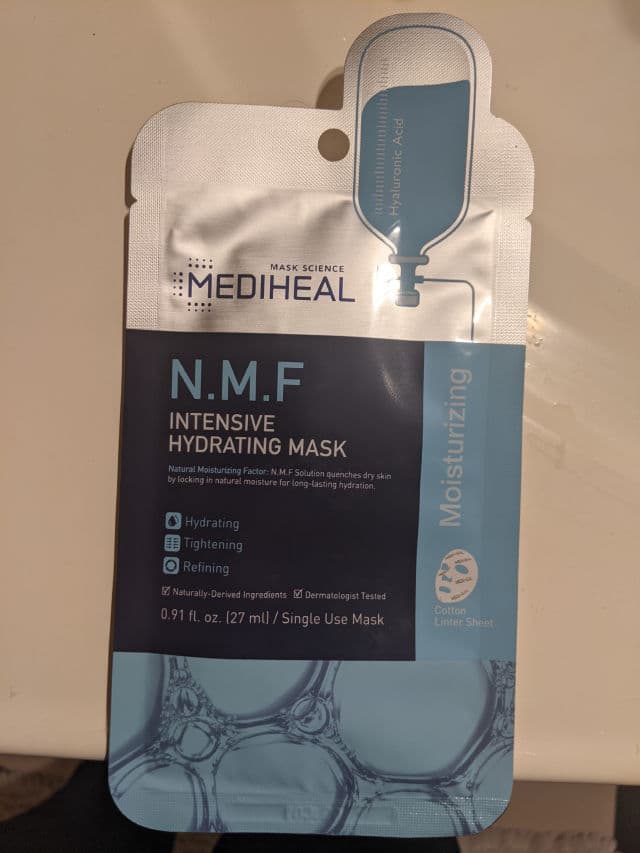 Hyaluronic Acid
MASK SCIENCE
MEDIHEAL
N.M.F
INTENSIVE
HYDRATING MASK
Natural Moisturizing Factor: N.M.F Solution quenches dry skin
by locking in natural moisture for long-lasting hydration.
Moisturizing
Hydrating
Tightening
Refining
Naturally-Derived Ingredients Dermatologist Tested
0.91 fl. oz. (27 ml) / Single Use Mask
Cotton
Linter Sheet